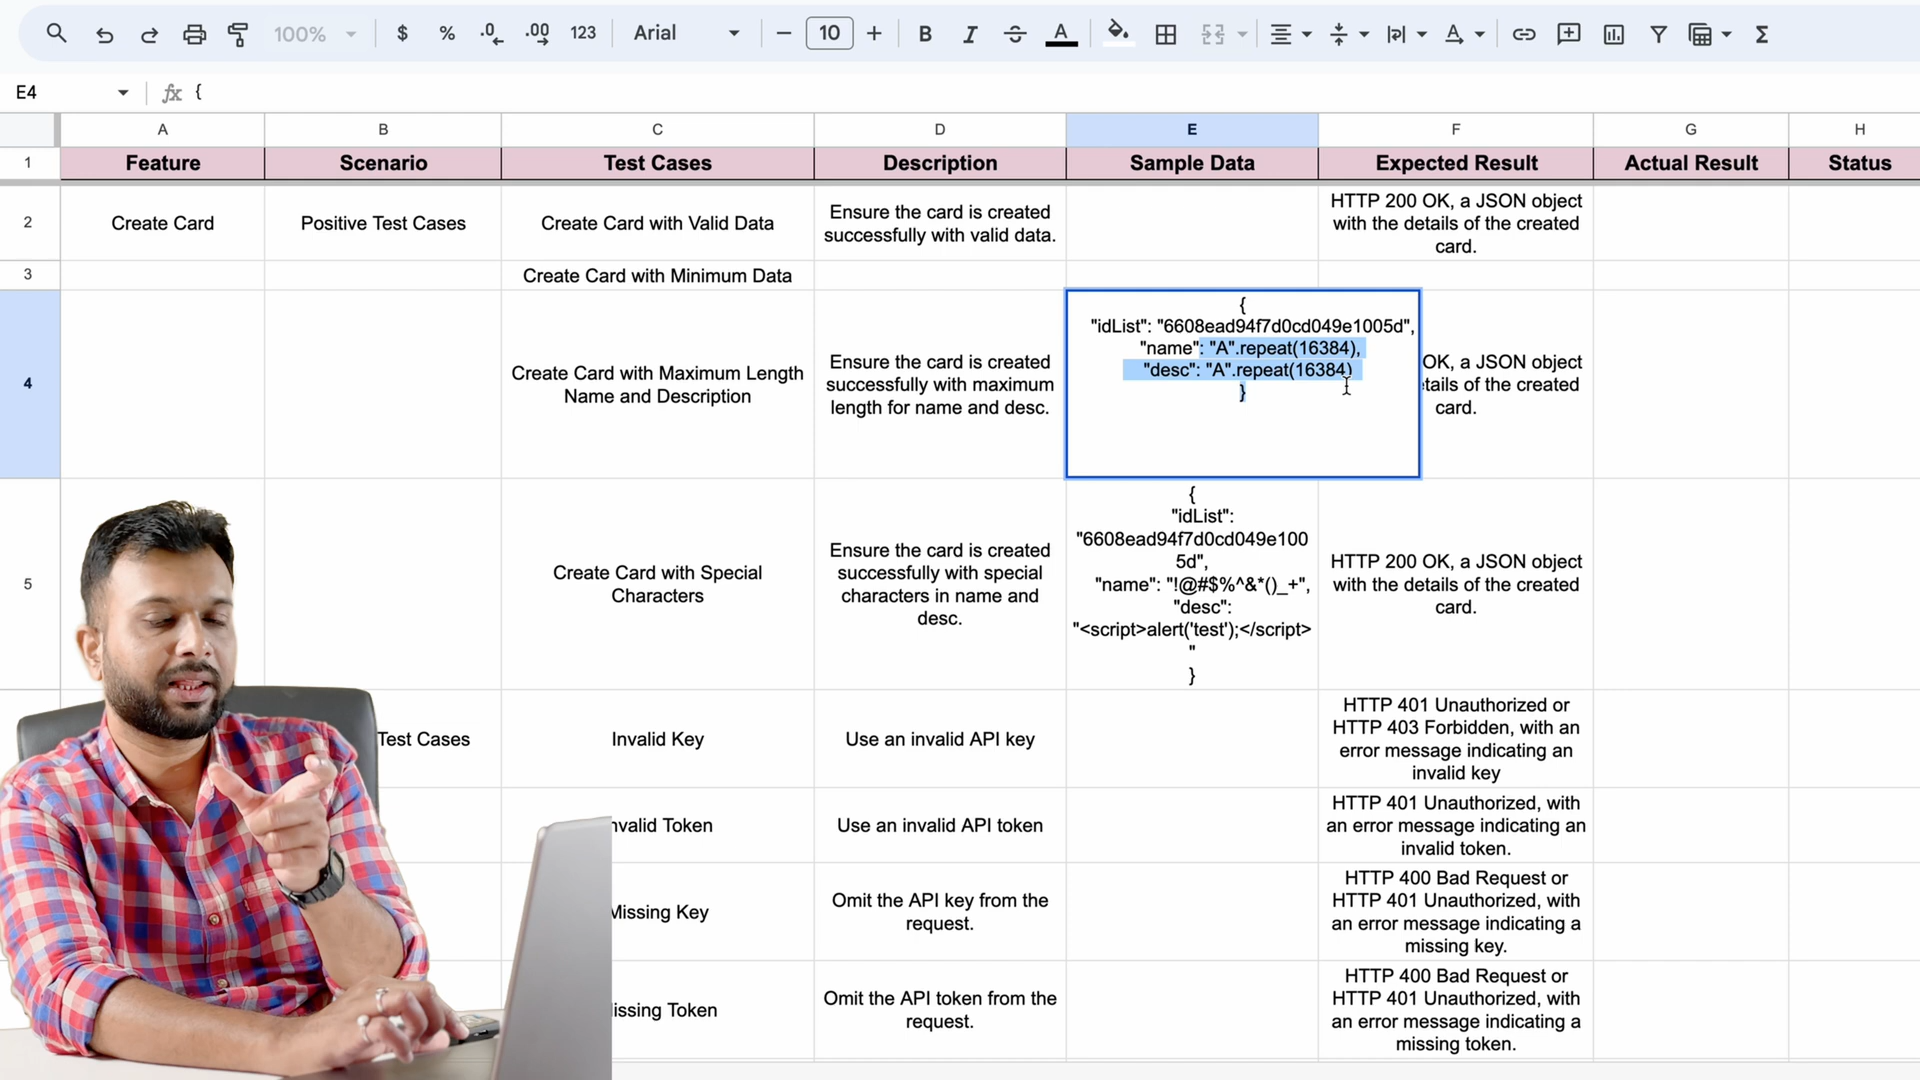 100%
$
%
.0
.00
123
Arial
10
B
I
A
Σ
E4
fx
{
A
B
C
D
E
F
G
H
1
Feature
Scenario
Test Cases
Description
Sample Data
Expected Result
Actual Result
Status
2
Create Card
Positive Test Cases
Create Card with Valid Data
Ensure the card is created
successfully with valid data.
HTTP 200 OK, a JSON object
with the details of the created
card.
3
Create Card with Minimum Data
4
Create Card with Maximum Length
Name and Description
Ensure the card is created
successfully with maximum
length for name and desc.
{
"idList": "6608ead94f7d0cd049e1005d",
"name": "A".repeat(16384),
"desc": "A".repeat(16384)
}
OK, a JSON object
tails of the created
card.
5
Create Card with Special
Characters
Ensure the card is created
successfully with special
characters in name and
desc.
{
"idList":
"6608ead94f7d0cd049e100
5d",
"name": "!@#$%^&*()_+",
"desc":
"<script>alert('test');</script>
"
}
HTTP 200 OK, a JSON object
with the details of the created
card.
Test Cases
Invalid Key
Use an invalid API key
HTTP 401 Unauthorized or
HTTP 403 Forbidden, with an
error message indicating an
invalid key
nvalid Token
Use an invalid API token
HTTP 401 Unauthorized, with
an error message indicating an
invalid token.
Missing Key
Omit the API key from the
request.
HTTP 400 Bad Request or
HTTP 401 Unauthorized, with
an error message indicating a
missing key.
issing Token
Omit the API token from the
request.
HTTP 400 Bad Request or
HTTP 401 Unauthorized, with
an error message indicating a
missing token.